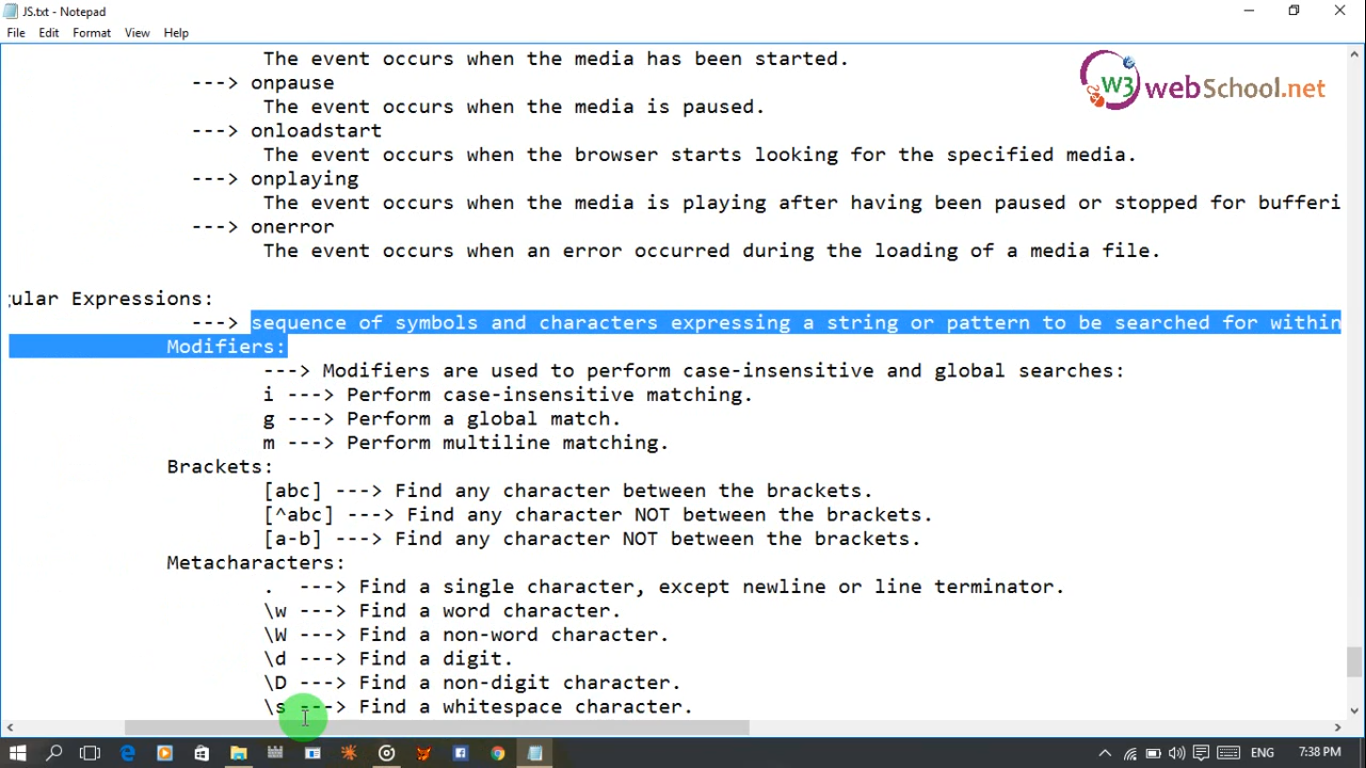 JS.txt - Notepad
File Edit Format View Help
W3webSchool.net
The event occurs when the media has been started.
---> onpause
The event occurs when the media is paused.
---> onloadstart
The event occurs when the browser starts looking for the specified media.
---> onplaying
The event occurs when the media is playing after having been paused or stopped for bufferi
---> onerror
The event occurs when an error occurred during the loading of a media file.
gular Expressions:
---> sequence of symbols and characters expressing a string or pattern to be searched for within
Modifiers:
---> Modifiers are used to perform case-insensitive and global searches:
i ---> Perform case-insensitive matching.
g ---> Perform a global match.
m ---> Perform multiline matching.
Brackets:
[abc] ---> Find any character between the brackets.
[^abc] ---> Find any character NOT between the brackets.
[a-b] ---> Find any character NOT between the brackets.
Metacharacters:
. ---> Find a single character, except newline or line terminator.
\w ---> Find a word character.
\W ---> Find a non-word character.
\d ---> Find a digit.
\D ---> Find a non-digit character.
\s ---> Find a whitespace character.
ENG 7:38 PM